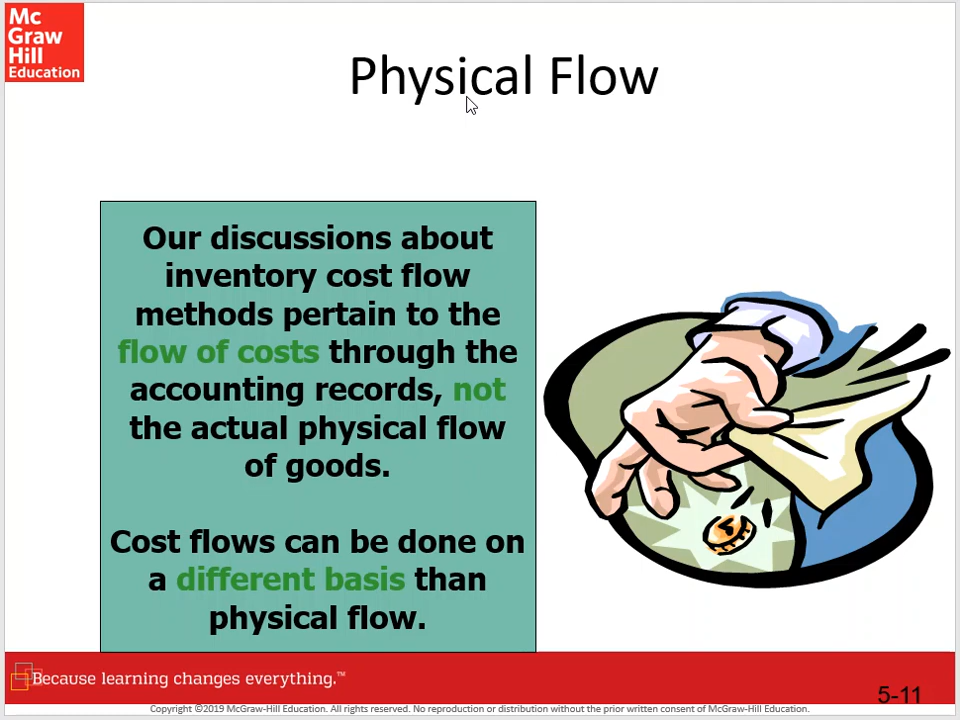 Mc
Graw
Hill
Education
Physical Flow
Our discussions about
inventory cost flow
methods pertain to the
flow of costs through the
accounting records, not
the actual physical flow
of goods.
Cost flows can be done on
a different basis than
physical flow.
Because learning changes everything.™
5-11
Copyright ©2019 McGraw-Hill Education. All rights reserved. No reproduction or distribution without the prior written consent of McGraw-Hill Education.